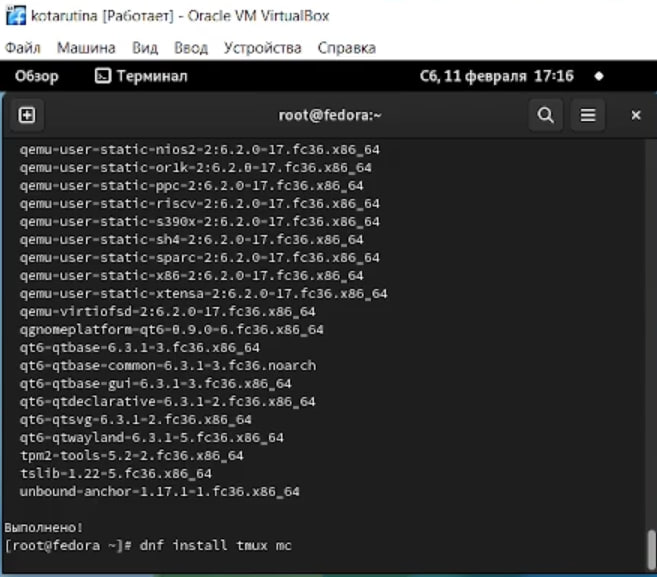 kotarutina [Работает] - Oracle VM VirtualBox
Файл Машина Вид Ввод Устройства Справка
Обзор Терминал Сб, 11 февраля 17:16
root@fedora:~
qemu-user-static-nios2-2:6.2.0-17.fc36.x86_64
qemu-user-static-or1k-2:6.2.0-17.fc36.x86_64
qemu-user-static-ppc-2:6.2.0-17.fc36.x86_64
qemu-user-static-riscv-2:6.2.0-17.fc36.x86_64
qemu-user-static-s390x-2:6.2.0-17.fc36.x86_64
qemu-user-static-sh4-2:6.2.0-17.fc36.x86_64
qemu-user-static-sparc-2:6.2.0-17.fc36.x86_64
qemu-user-static-x86-2:6.2.0-17.fc36.x86_64
qemu-user-static-xtensa-2:6.2.0-17.fc36.x86_64
qemu-virtiofsd-2:6.2.0-17.fc36.x86_64
qgnomeplatform-qt6-0.9.0-6.fc36.x86_64
qt6-qtbase-6.3.1-3.fc36.x86_64
qt6-qtbase-common-6.3.1-3.fc36.noarch
qt6-qtbase-gui-6.3.1-3.fc36.x86_64
qt6-qtdeclarative-6.3.1-2.fc36.x86_64
qt6-qtsvg-6.3.1-2.fc36.x86_64
qt6-qtwayland-6.3.1-5.fc36.x86_64
tpm2-tools-5.2-2.fc36.x86_64
tslib-1.22-5.fc36.x86_64
unbound-anchor-1.17.1-1.fc36.x86_64
Выполнено!
[root@fedora ~]# dnf install tmux mc